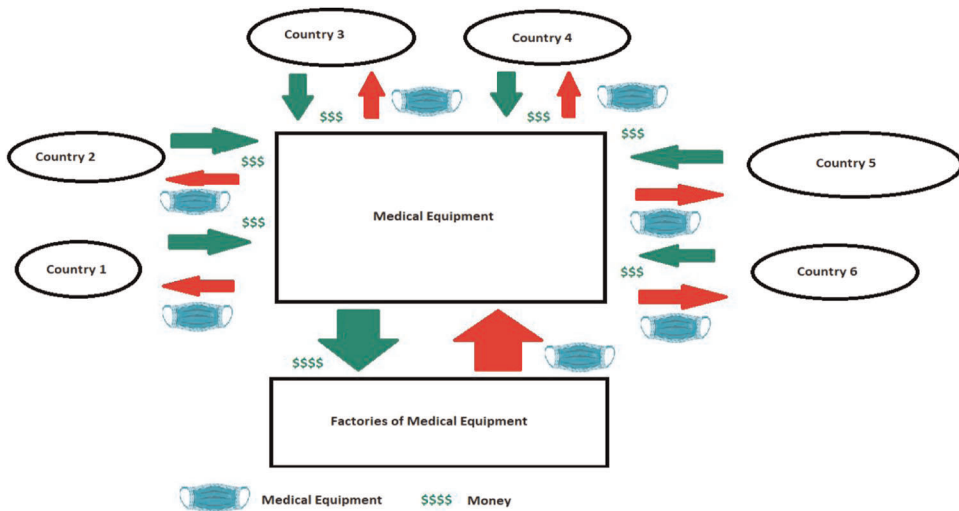 Country 3
Country 4
$$$
$$$
$$$
Country 2
$$$
Country 5
Medical Equipment
$$$
Country 1
$$$
Country 6
$$$$
Factories of Medical Equipment
Medical Equipment
$$$$ Money